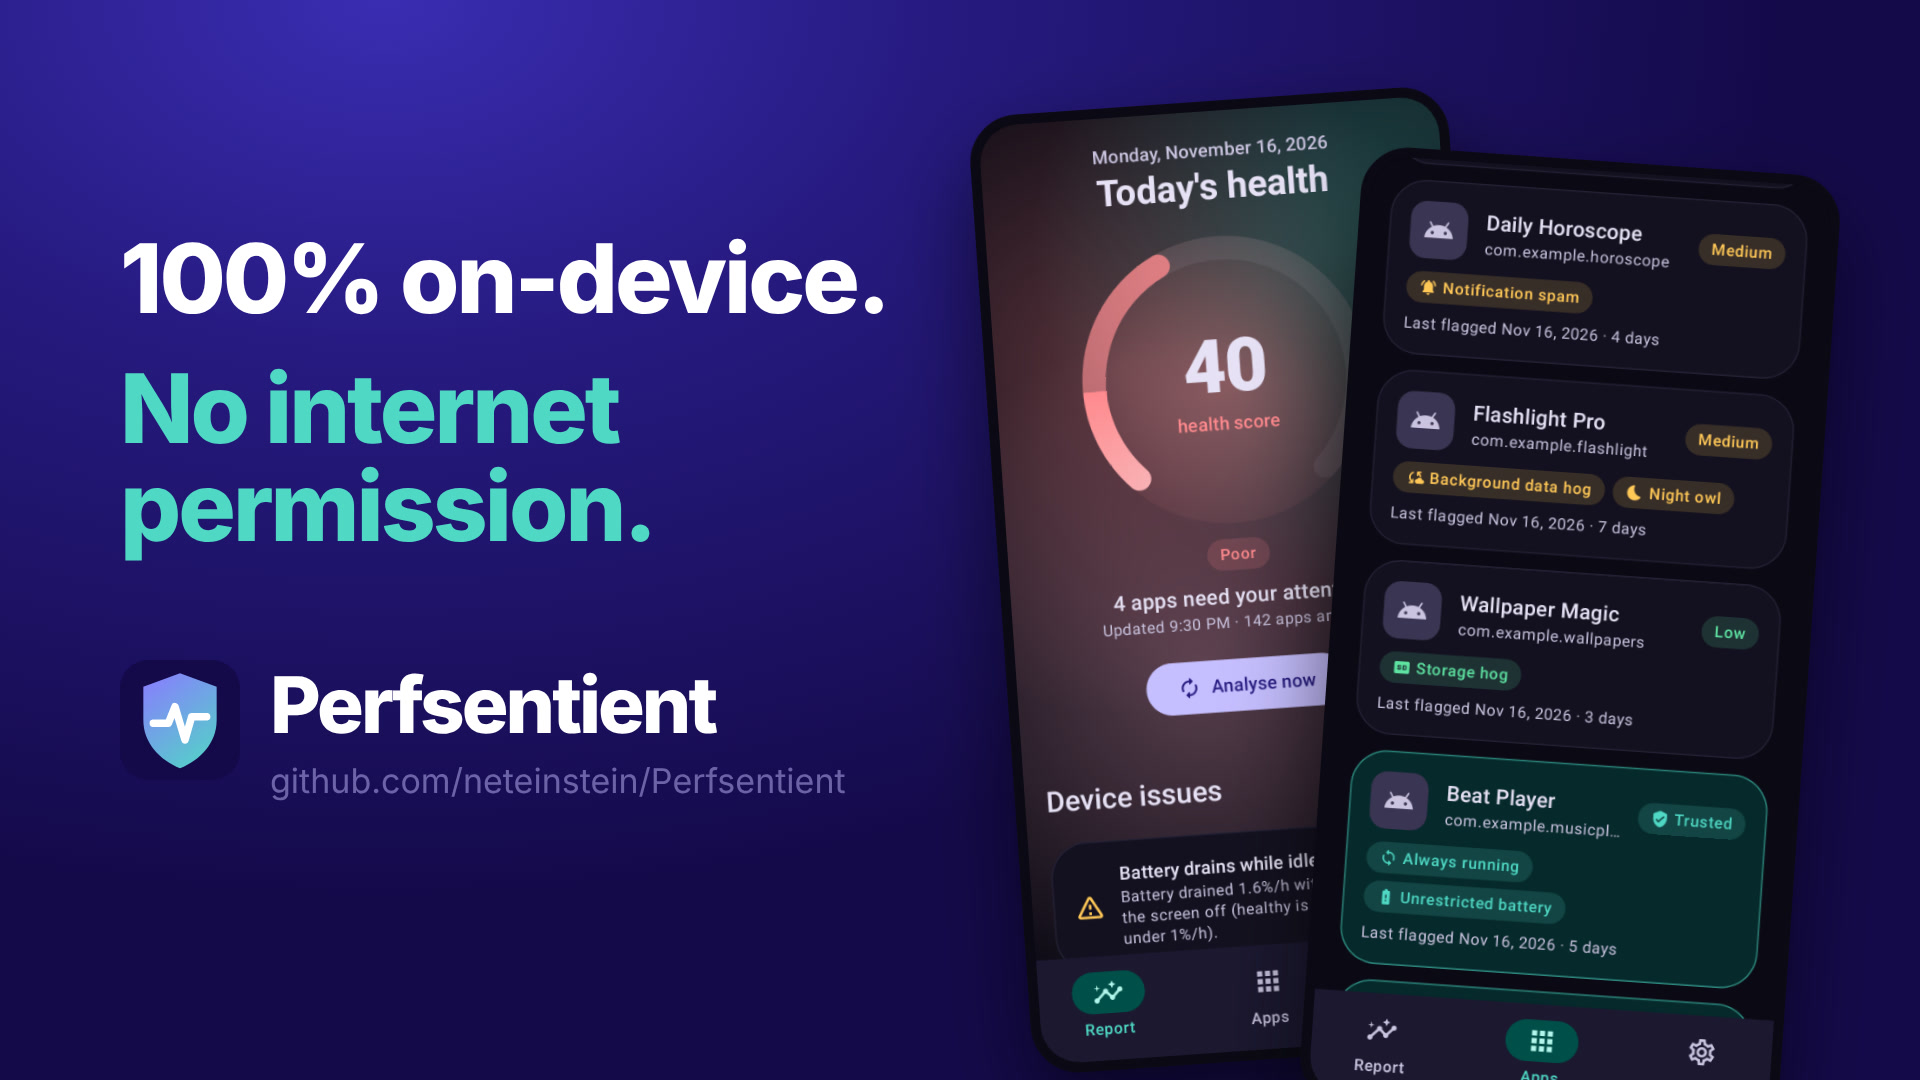 100% on-device.
No internet
permission.
Perfsentient
github.com/neteinstein/Perfsentient
Monday, November 16, 2026
Today's health
40
health score
Poor
4 apps need your
Updated 9:30 PM · 142 apps
Analyse now
Device issues
Battery drains while idle
Battery drained 1.6%/h
the screen off (healthy is
under 1%/h).
Report
Apps
Daily Horoscope
com.example.horoscope
Medium
Notification spam
Last flagged Nov 16, 2026 · 4 days
Flashlight Pro
com.example.flashlight
Medium
Background data hog
Night owl
Last flagged Nov 16, 2026 · 7 days
Wallpaper Magic
com.example.wallpapers
Low
Storage hog
Last flagged Nov 16, 2026 · 3 days
Beat Player
com.example.musicpl…
Trusted
Always running
Unrestricted battery
Last flagged Nov 16, 2026 · 5 days
Report
Apps